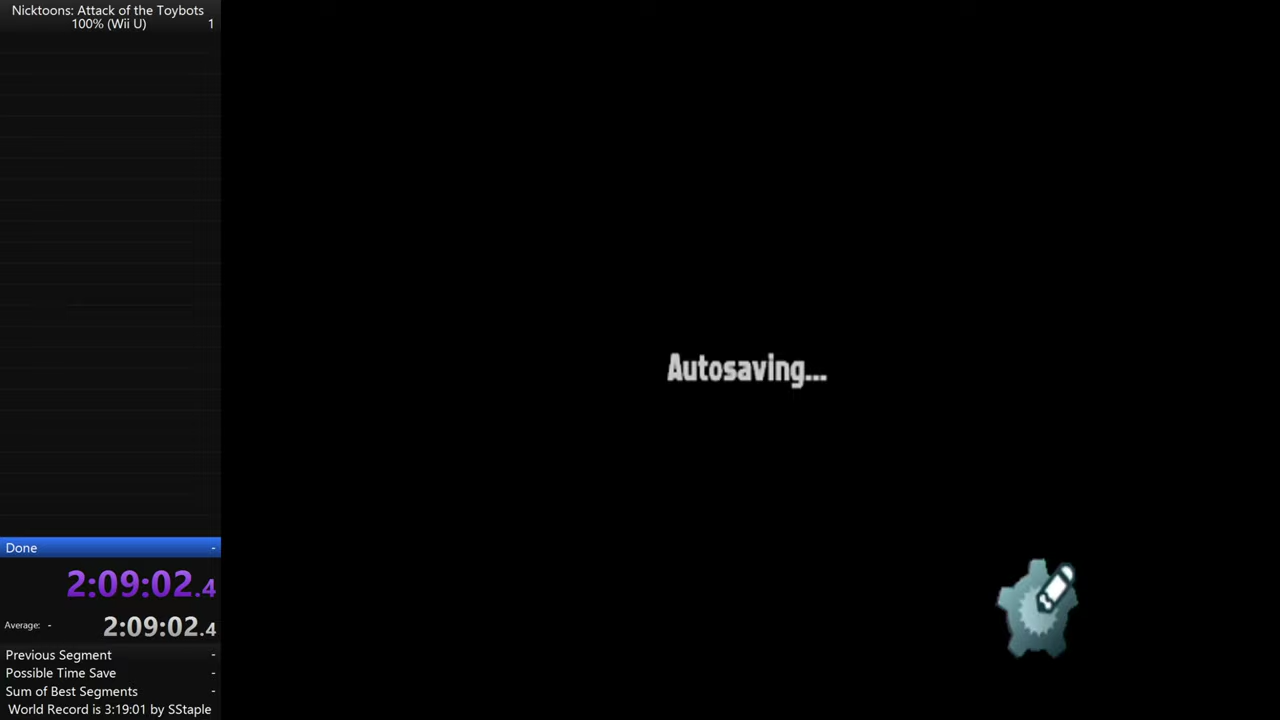 Nicktoons: Attack of the Toybots
100% (Wii U) 1
Autosaving...
Done -
2:09:02.4
Average: - 2:09:02.4
Previous Segment -
Possible Time Save -
Sum of Best Segments -
World Record is 3:19:01 by SStaple